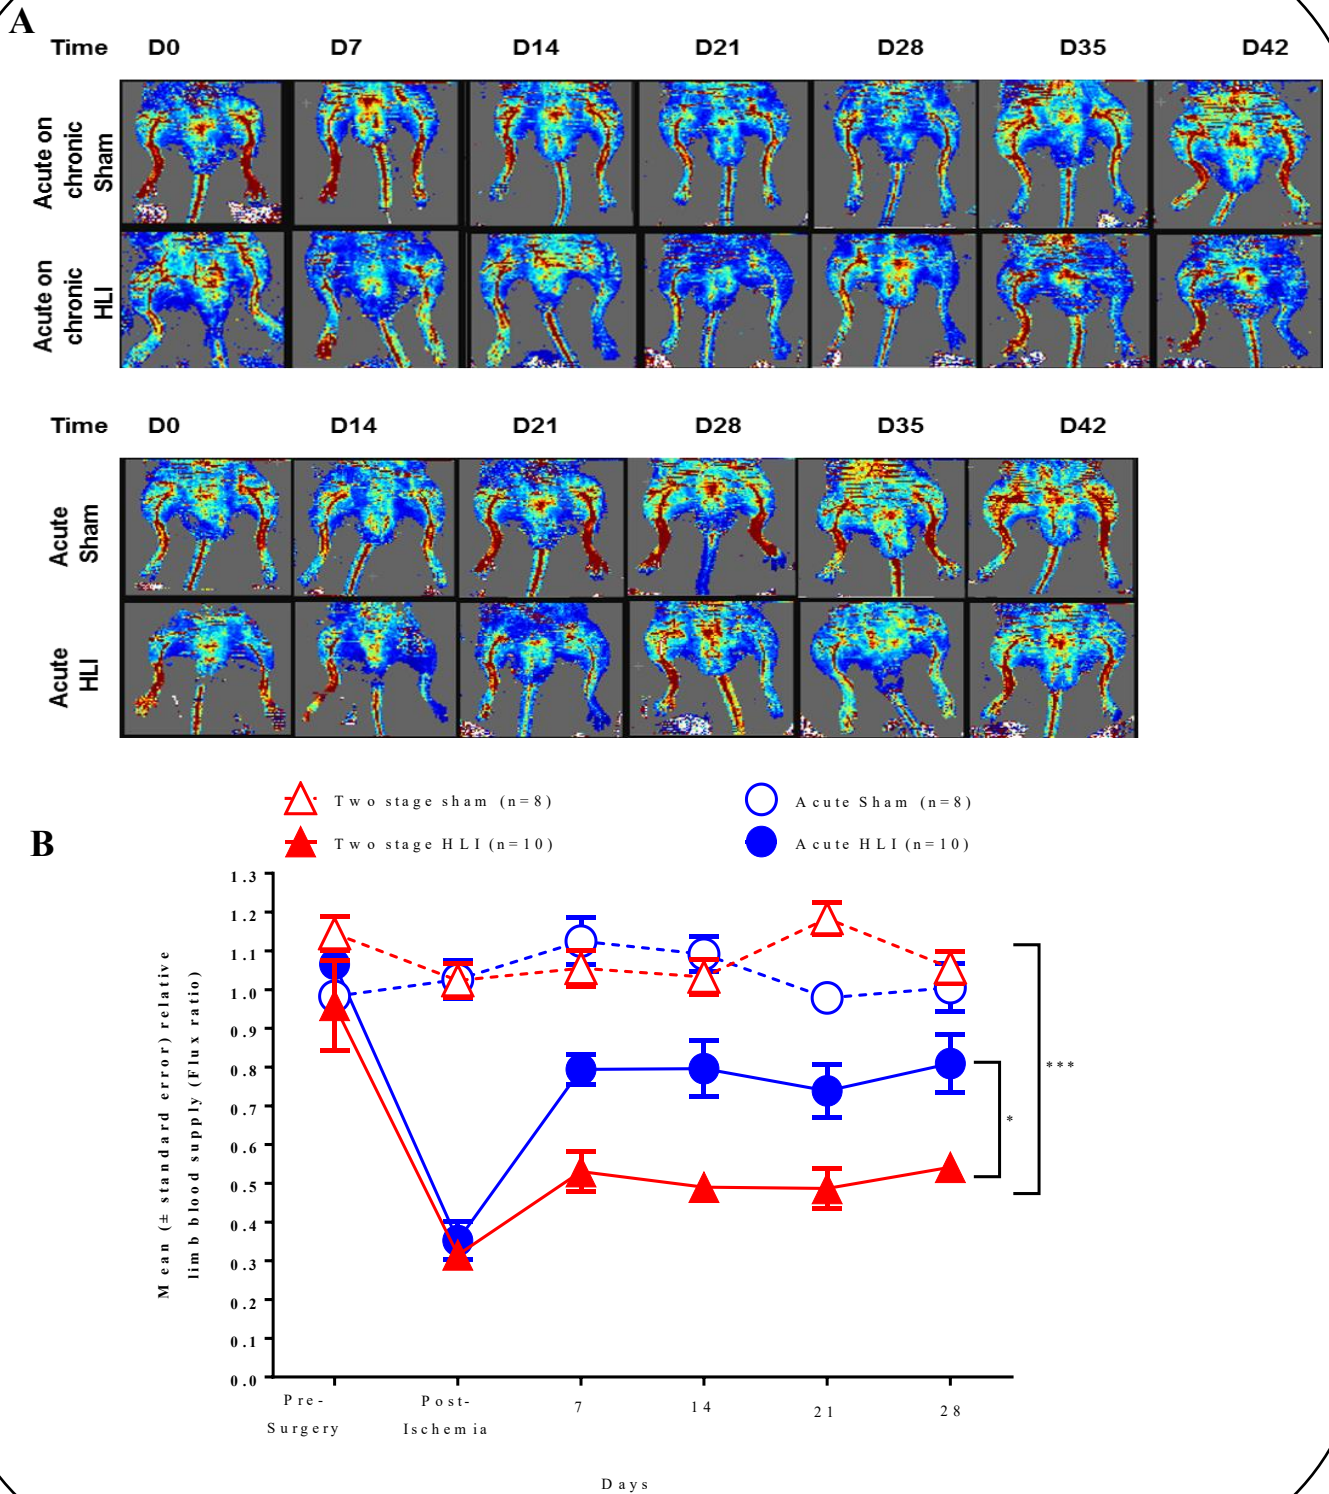 A
Time D0 D7 D14 D21 D28 D35 D42
Acute on
chronic
Sham
Acute on
chronic
HLI
Time D0 D14 D21 D28 D35 D42
Acute
Sham
Acute
HLI
Two stage sham (n=8)
Acute Sham (n=8)
Two stage HLI (n=10)
Acute HLI (n=10)
B
Mean (± standard error) relative
limb blood supply (Flux ratio)
1.3
1.2
1.1
1.0
0.9
0.8
0.7
0.6
0.5
0.4
0.3
0.2
0.1
0.0
***
*
Pre-
Surgery
Post-
Ischemia
7
14
21
28
Days